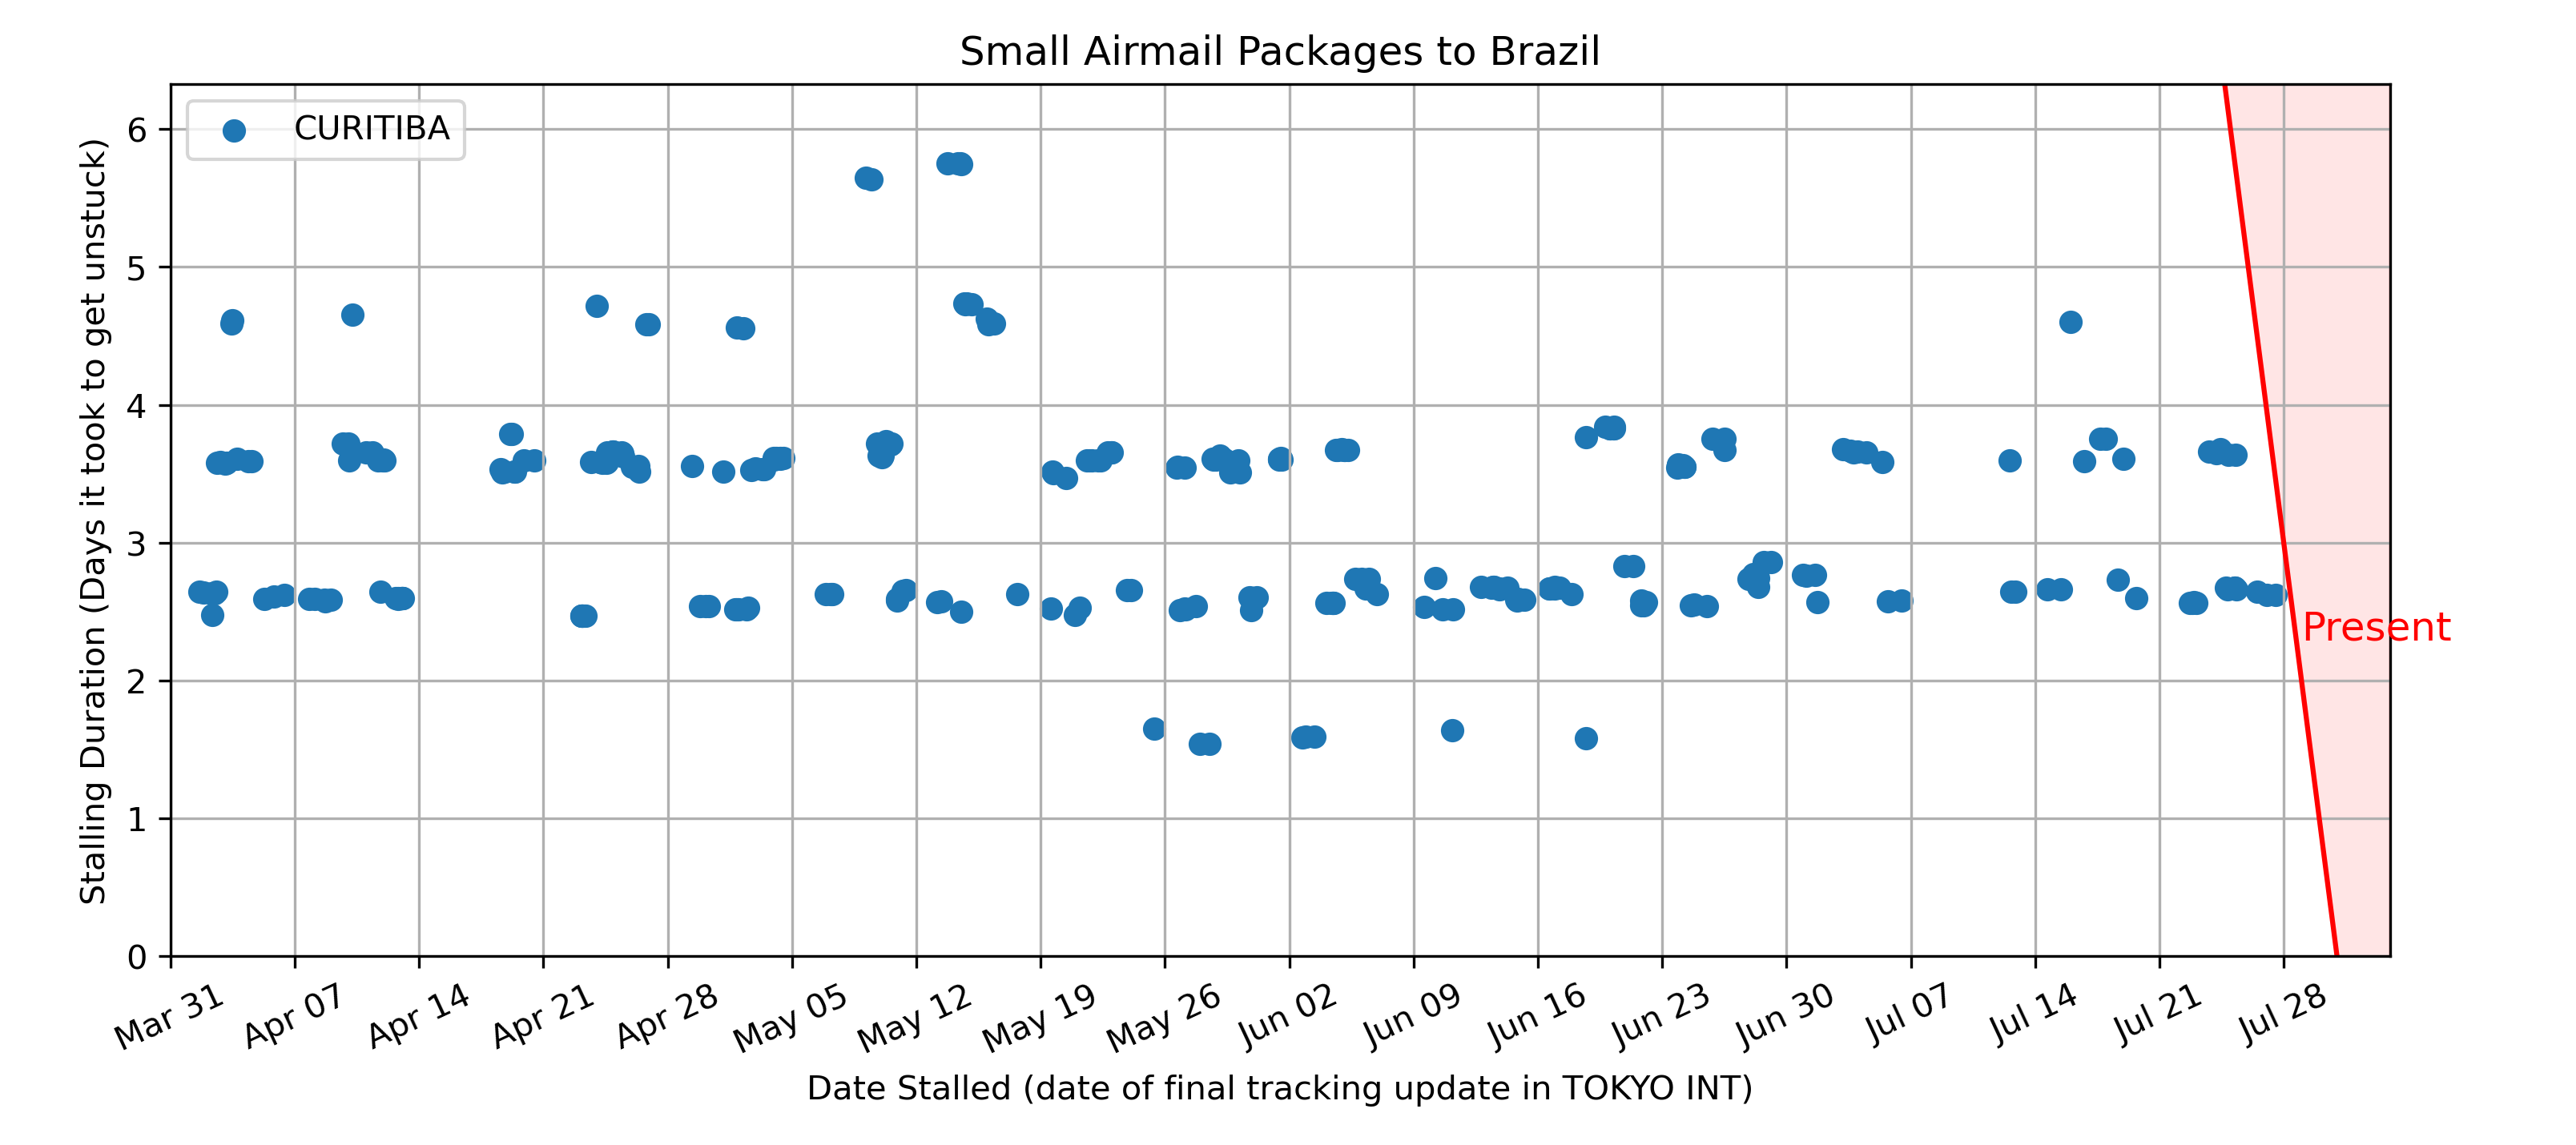 Small Airmail Packages to Brazil
CURITIBA
Stalling Duration (Days it took to get unstuck)
6
5
4
3
2
1
0
Present
Mar 31
Apr 07
Apr 14
Apr 21
Apr 28
May 05
May 12
May 19
May 26
Jun 02
Jun 09
Jun 16
Jun 23
Jun 30
Jul 07
Jul 14
Jul 21
Jul 28
Date Stalled (date of final tracking update in TOKYO INT)